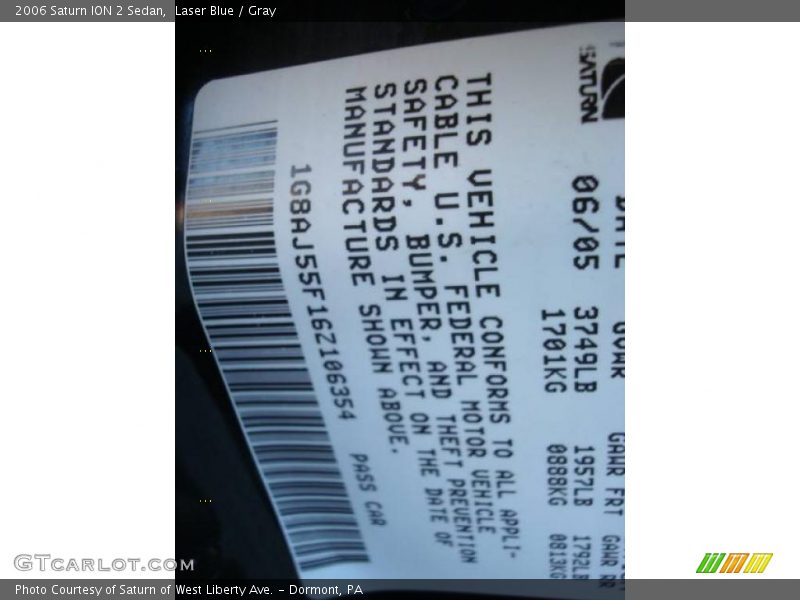 2006 Saturn ION 2 Sedan,  Laser Blue / Gray
SATURN
DATE GVWR GAWR FRT GAWR RR
06/05 3749LB 1957LB 1792LB
1701KG 0888KG 0813KG
THIS VEHICLE CONFORMS TO ALL APPLI-
CABLE U.S. FEDERAL MOTOR VEHICLE
SAFETY, BUMPER, AND THEFT PREVENTION
STANDARDS IN EFFECT ON THE DATE OF
MANUFACTURE SHOWN ABOVE.
1G8AJ55F16Z106354 PASS CAR
GTCARLOT.COM
Photo Courtesy of Saturn of West Liberty Ave. - Dormont, PA